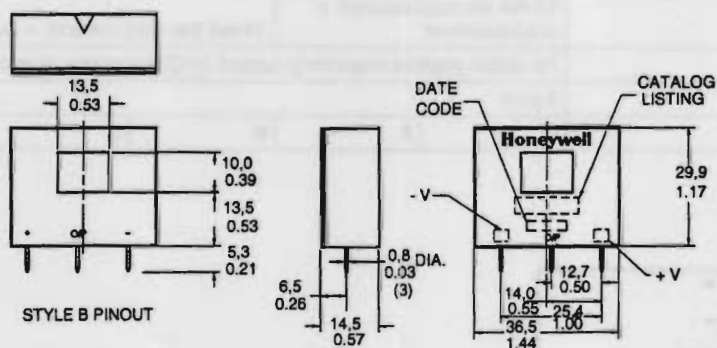 13,5
0.53
10,0
0.39
13,5
0.53
5,3
0.21
+ O/P -
STYLE B PINOUT
0,8 DIA.
0.03
(3)
6,5
0.26
14,5
0.57
DATE
CODE
CATALOG
LISTING
Honeywell
- V
O/P
+ V
29,9
1.17
12,7
0.50
14,0
0.55
25,4
1.00
36,5
1.44